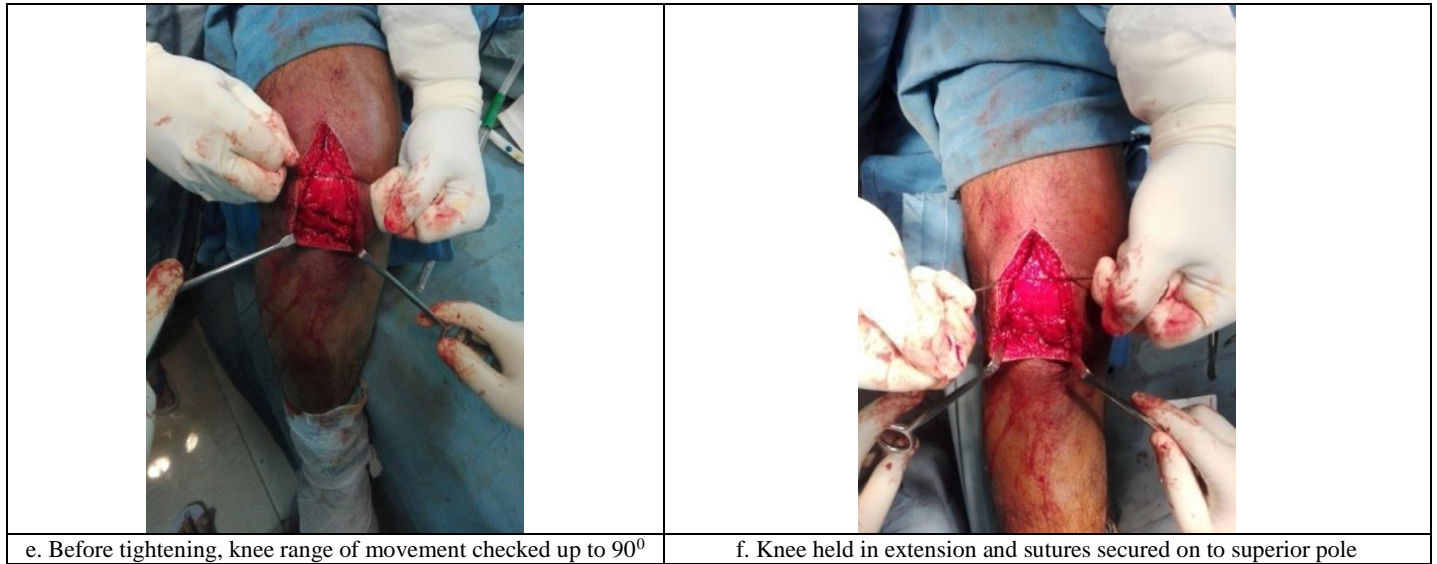 e. Before tightening, knee range of movement checked up to 90⁰
f. Knee held in extension and sutures secured on to superior pole